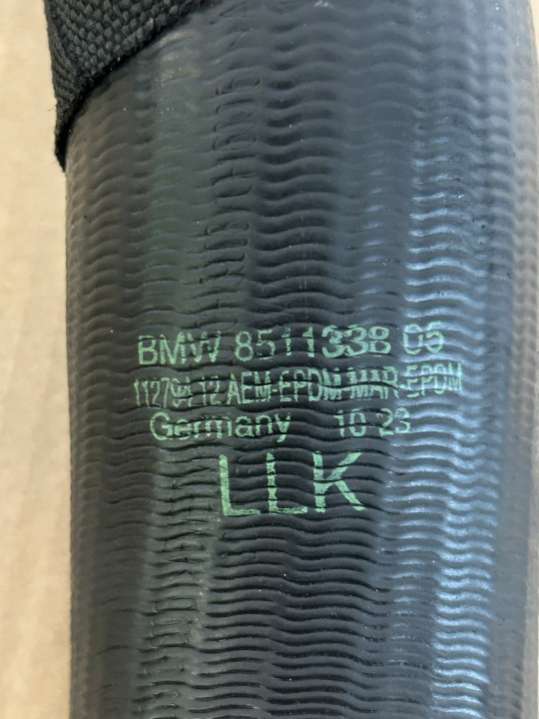 BMW 8511338 05
112794 12 AEM-EPDM-MAR-EPDM
Germany 10 23
LLK